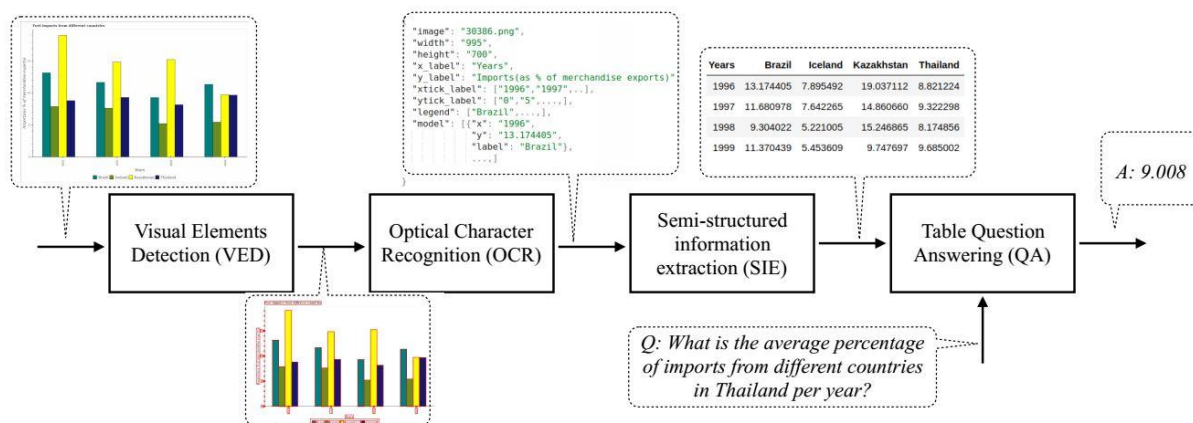 Fuel imports from different countries
"image": "30386.png",
"width": "995",
"height": "700",
"x_label": "Years",
"y_label": "Imports(as % of merchandise exports)"
"xtick_label": ["1996","1997",..],
"ytick_label": ["0","5",....,],
"legend": ["Brazil",...,],
"model": [{"x": "1996",
"y": "13.174405",
"label": "Brazil"},
...,]
}
Years Brazil Iceland Kazakhstan Thailand
1996 13.174405 7.895492 19.037112 8.821224
1997 11.680978 7.642265 14.860660 9.322298
1998 9.304022 5.221005 15.246865 8.174856
1999 11.370439 5.453609 9.747697 9.685002
A: 9.008
Years
Brazil Iceland Kazakhstan Thailand
Visual Elements
Detection (VED)
Optical Character
Recognition (OCR)
Semi-structured
information
extraction (SIE)
Table Question
Answering (QA)
Q: What is the average percentage
of imports from different countries
in Thailand per year?